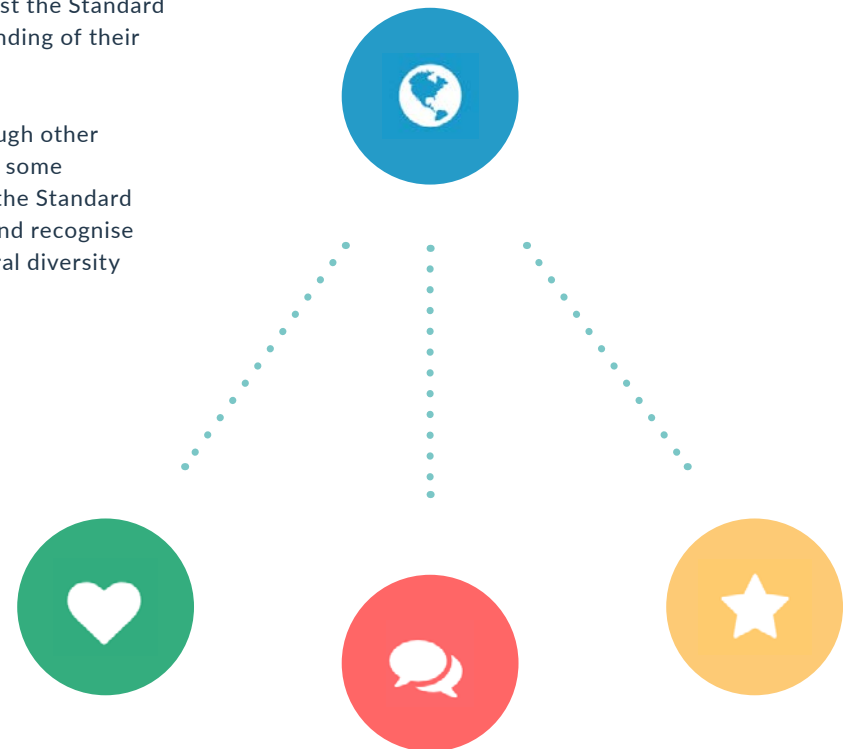 st the Standard
nding of their
ugh other
some
the Standard
nd recognise
al diversity